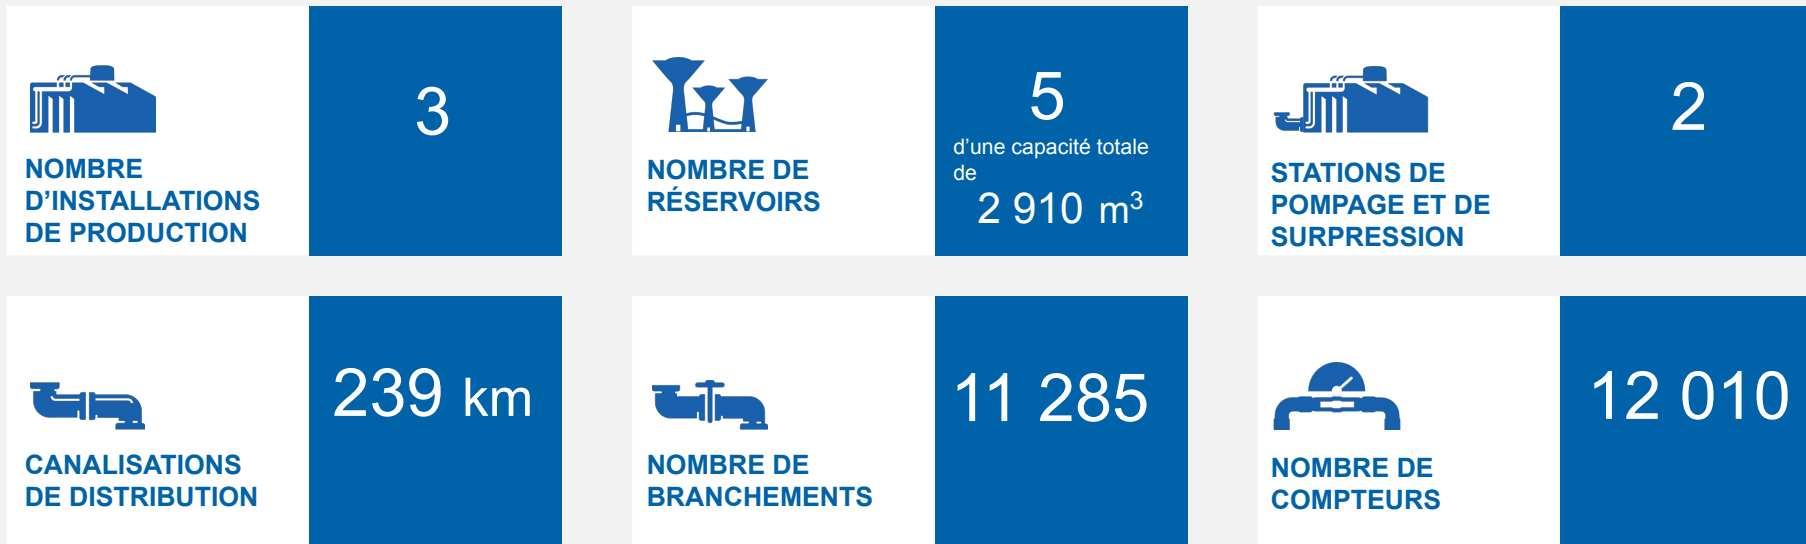 NOMBRE
D’INSTALLATIONS
DE PRODUCTION
3
NOMBRE DE
RÉSERVOIRS
5
d’une capacité totale
de
2 910 m³
STATIONS DE
POMPAGE ET DE
SURPRESSION
2
CANALISATIONS
DE DISTRIBUTION
239 km
NOMBRE DE
BRANCHEMENTS
11 285
NOMBRE DE
COMPTEURS
12 010